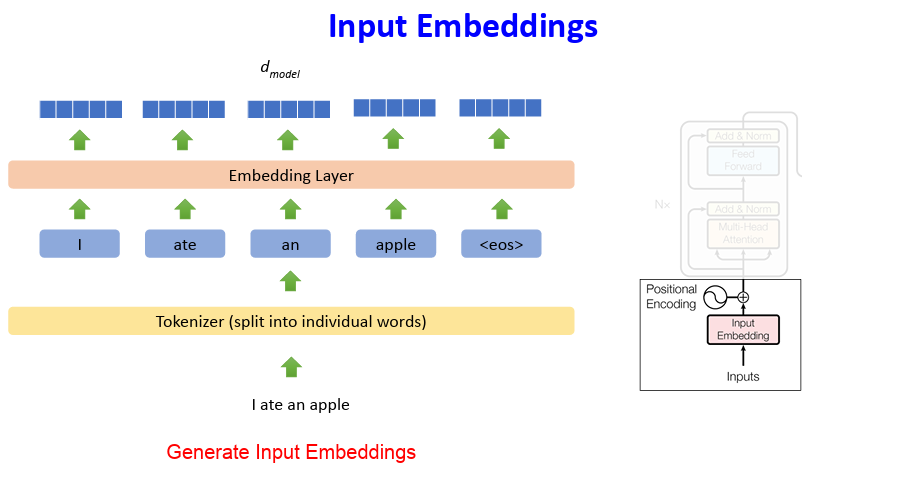 Input Embeddings
d_model
Embedding Layer
I ate an apple <eos>
Tokenizer (split into individual words)
I ate an apple
Generate Input Embeddings
Add & Norm
Feed
Forward
Nx
Add & Norm
Multi-Head
Attention
Positional
Encoding
Input
Embedding
Inputs